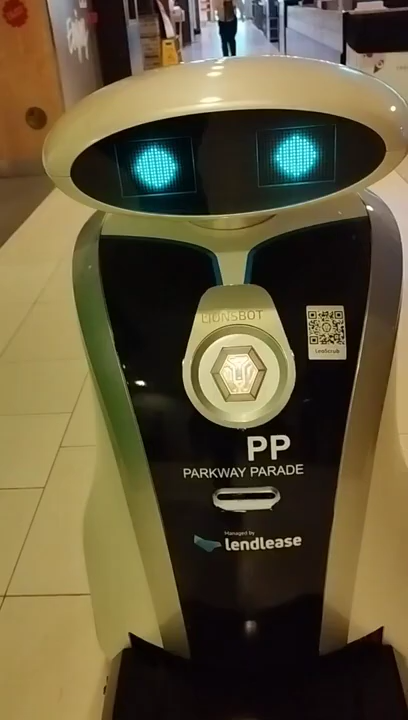 LIONSBOT
LeoScrub
PP
PARKWAY PARADE
Managed by
lendlease